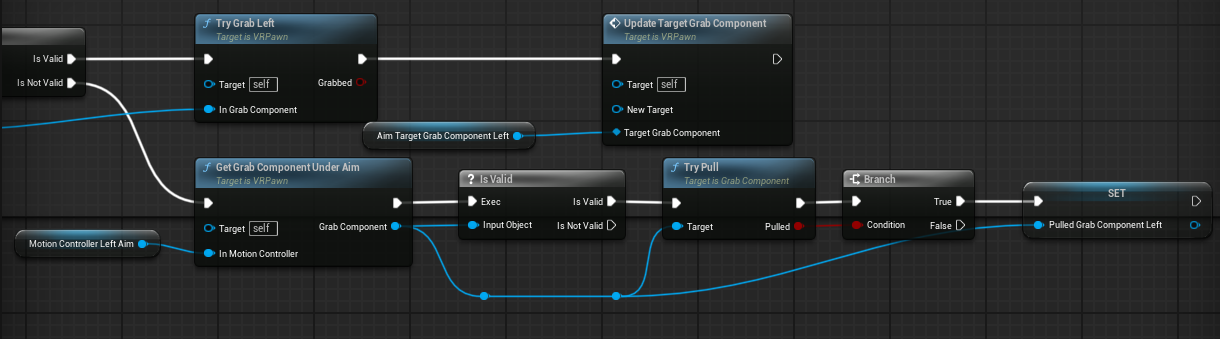 Is Valid
Is Not Valid
Try Grab Left
Target is VRPawn
Target self
Grabbed
In Grab Component
Update Target Grab Component
Target is VRPawn
Target self
New Target
Target Grab Component
Aim Target Grab Component Left
Motion Controller Left Aim
Get Grab Component Under Aim
Target is VRPawn
Target self
Grab Component
In Motion Controller
? Is Valid
Exec
Is Valid
Input Object
Is Not Valid
Try Pull
Target is Grab Component
Target
Pulled
Branch
True
Condition
False
SET
Pulled Grab Component Left